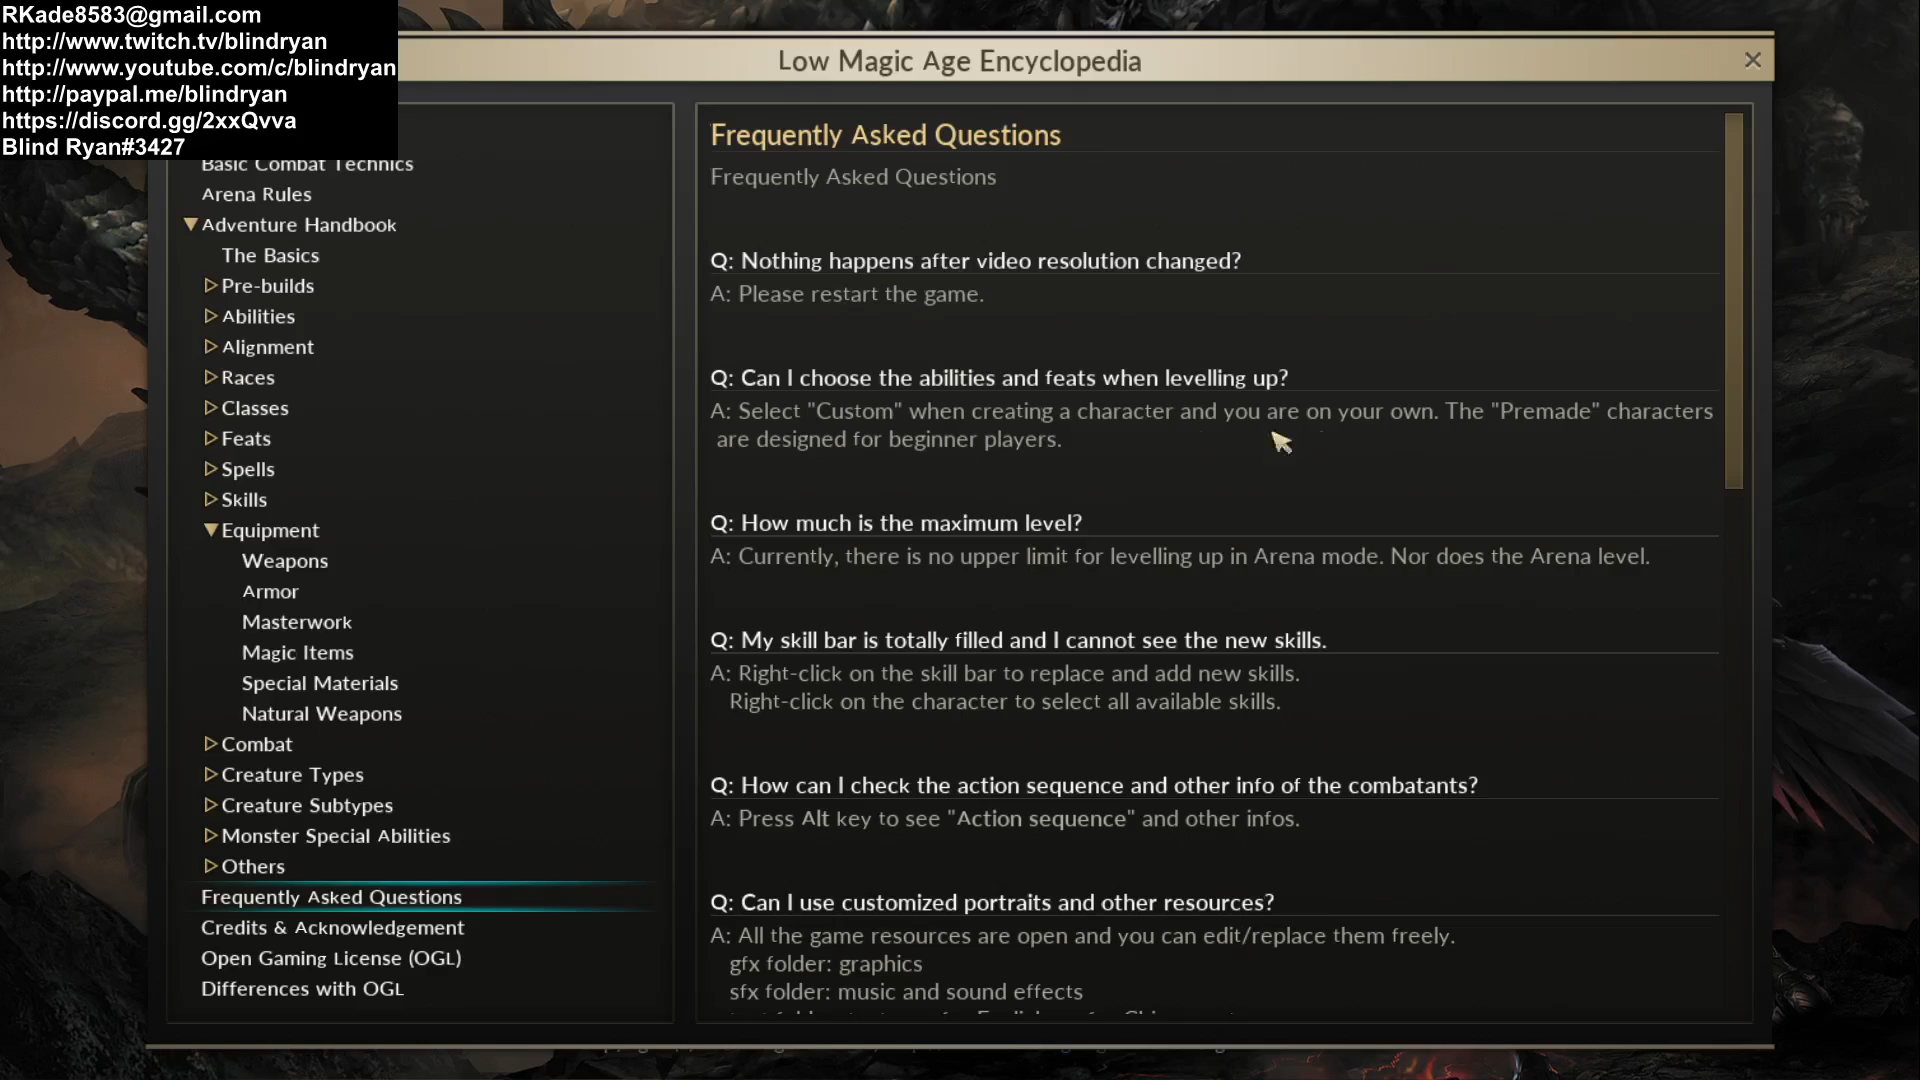 RKade8583@gmail.com
http://www.twitch.tv/blindryan
http://www.youtube.com/c/blindryan
http://paypal.me/blindryan
https://discord.gg/2xxQvva
Blind Ryan#3427
Low Magic Age Encyclopedia
Basic Combat Technics
Arena Rules
Adventure Handbook
The Basics
Pre-builds
Abilities
Alignment
Races
Classes
Feats
Spells
Skills
Equipment
Weapons
Armor
Masterwork
Magic Items
Special Materials
Natural Weapons
Combat
Creature Types
Creature Subtypes
Monster Special Abilities
Others
Frequently Asked Questions
Credits & Acknowledgement
Open Gaming License (OGL)
Differences with OGL
Frequently Asked Questions
Frequently Asked Questions
Q: Nothing happens after video resolution changed?
A: Please restart the game.
Q: Can I choose the abilities and feats when levelling up?
A: Select "Custom" when creating a character and you are on your own. The "Premade" characters
are designed for beginner players.
Q: How much is the maximum level?
A: Currently, there is no upper limit for levelling up in Arena mode. Nor does the Arena level.
Q: My skill bar is totally filled and I cannot see the new skills.
A: Right-click on the skill bar to replace and add new skills.
Right-click on the character to select all available skills.
Q: How can I check the action sequence and other info of the combatants?
A: Press Alt key to see "Action sequence" and other infos.
Q: Can I use customized portraits and other resources?
A: All the game resources are open and you can edit/replace them freely.
gfx folder: graphics
sfx folder: music and sound effects